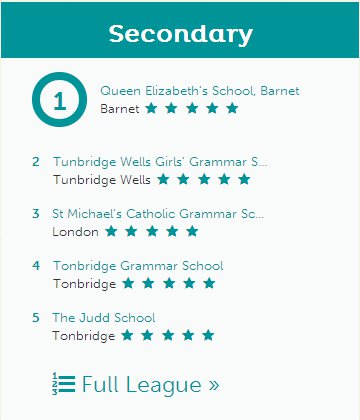 Secondary
1
Queen Elizabeth's School, Barnet
Barnet ★ ★ ★ ★ ★
2 Tunbridge Wells Girls' Grammar S...
Tunbridge Wells ★ ★ ★ ★ ★
3 St Michael's Catholic Grammar Sc...
London ★ ★ ★ ★ ★
4 Tonbridge Grammar School
Tonbridge ★ ★ ★ ★ ★
5 The Judd School
Tonbridge ★ ★ ★ ★ ★
Full League »